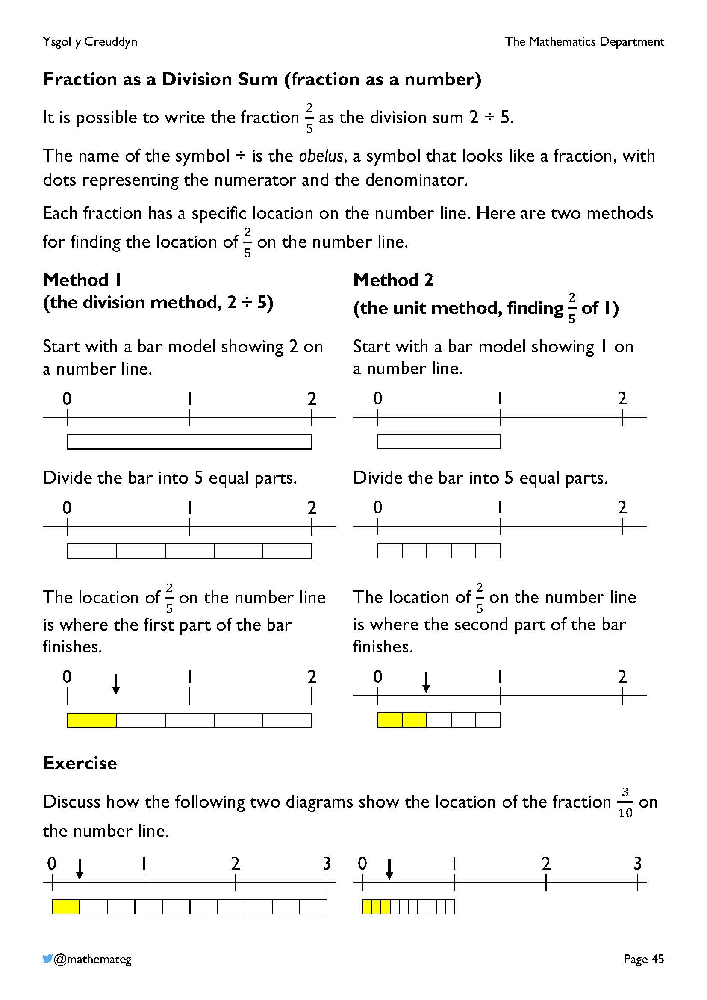 Ysgol y Creuddyn
The Mathematics Department
Fraction as a Division Sum (fraction as a number)
It is possible to write the fraction 2/5 as the division sum 2 ÷ 5.
The name of the symbol ÷ is the obelus, a symbol that looks like a fraction, with
dots representing the numerator and the denominator.
Each fraction has a specific location on the number line. Here are two methods
for finding the location of 2/5 on the number line.
Method 1
(the division method, 2 ÷ 5)
Start with a bar model showing 2 on
a number line.
0 1 2
Divide the bar into 5 equal parts.
0 1 2
The location of 2/5 on the number line
is where the first part of the bar
finishes.
0 1 2
Method 2
(the unit method, finding 2/5 of 1)
Start with a bar model showing 1 on
a number line.
0 1 2
Divide the bar into 5 equal parts.
0 1 2
The location of 2/5 on the number line
is where the second part of the bar
finishes.
0 1 2
Exercise
Discuss how the following two diagrams show the location of the fraction 3/10 on
the number line.
0 1 2 3
0 1 2 3
@mathemateg
Page 45